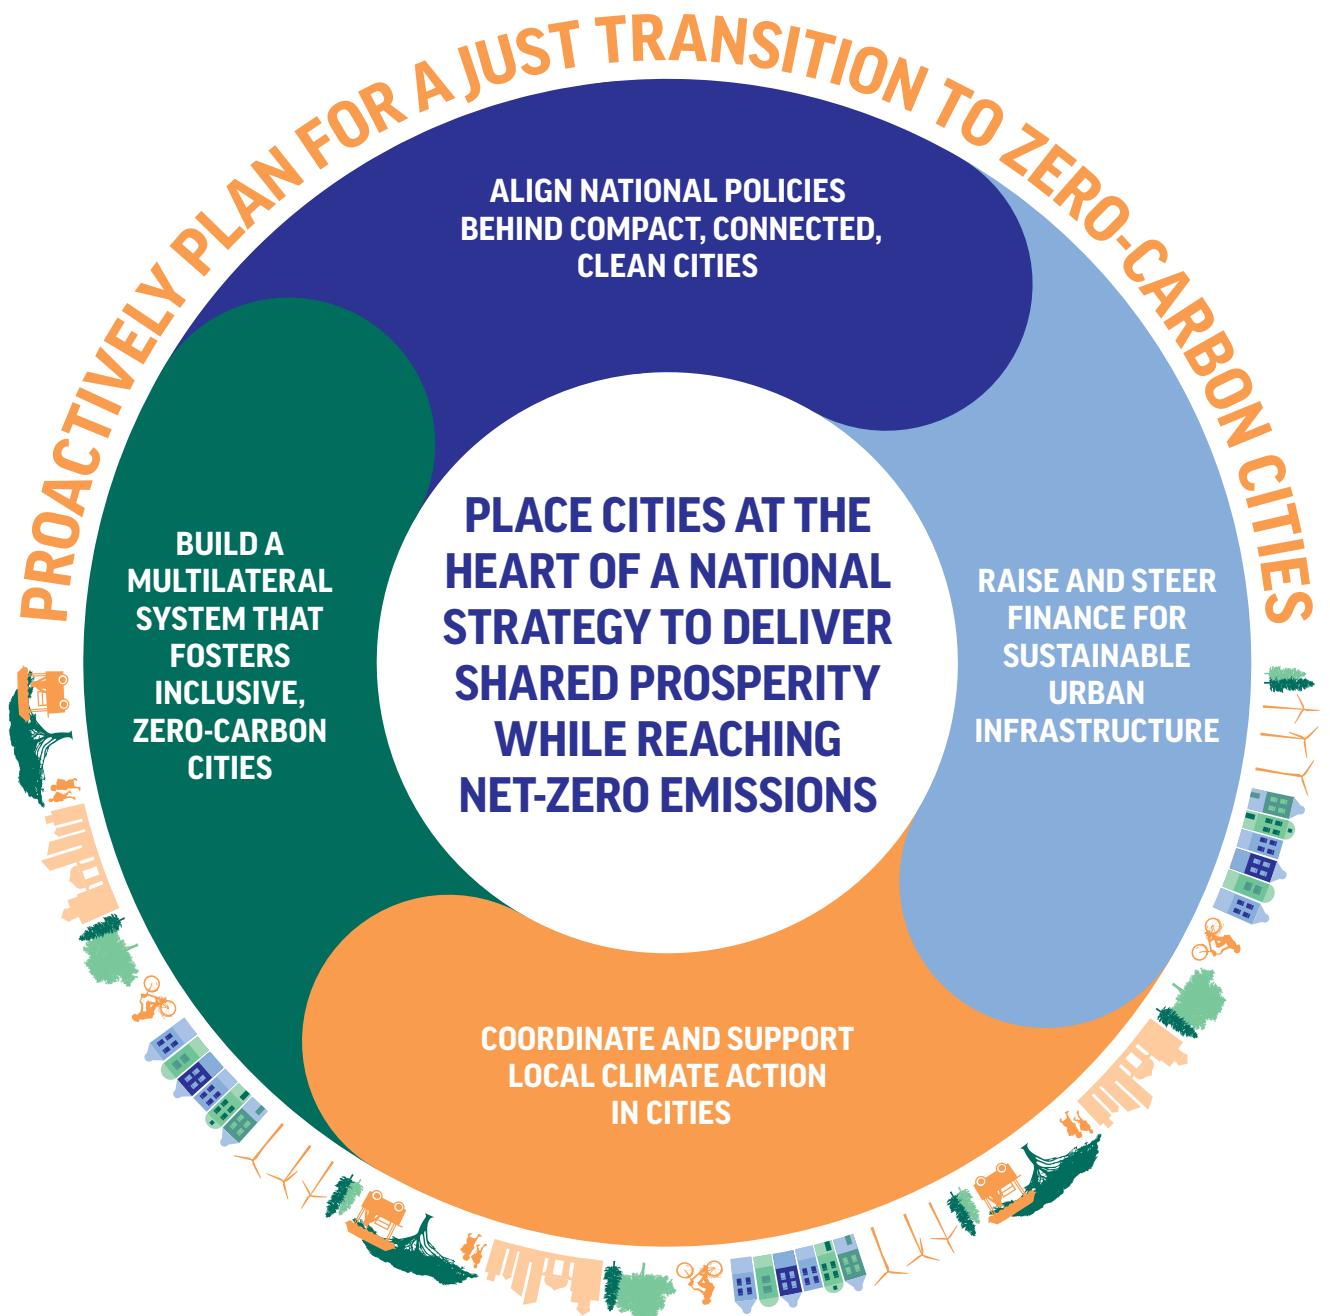 PROACTIVELY PLAN FOR A JUST TRANSITION TO ZERO-CARBON CITIES
ALIGN NATIONAL POLICIES
BEHIND COMPACT, CONNECTED,
CLEAN CITIES
RAISE AND STEER
FINANCE FOR
SUSTAINABLE
URBAN
INFRASTRUCTURE
COORDINATE AND SUPPORT
LOCAL CLIMATE ACTION
IN CITIES
BUILD A
MULTILATERAL
SYSTEM THAT
FOSTERS
INCLUSIVE,
ZERO-CARBON
CITIES
PLACE CITIES AT THE
HEART OF A NATIONAL
STRATEGY TO DELIVER
SHARED PROSPERITY
WHILE REACHING
NET-ZERO EMISSIONS